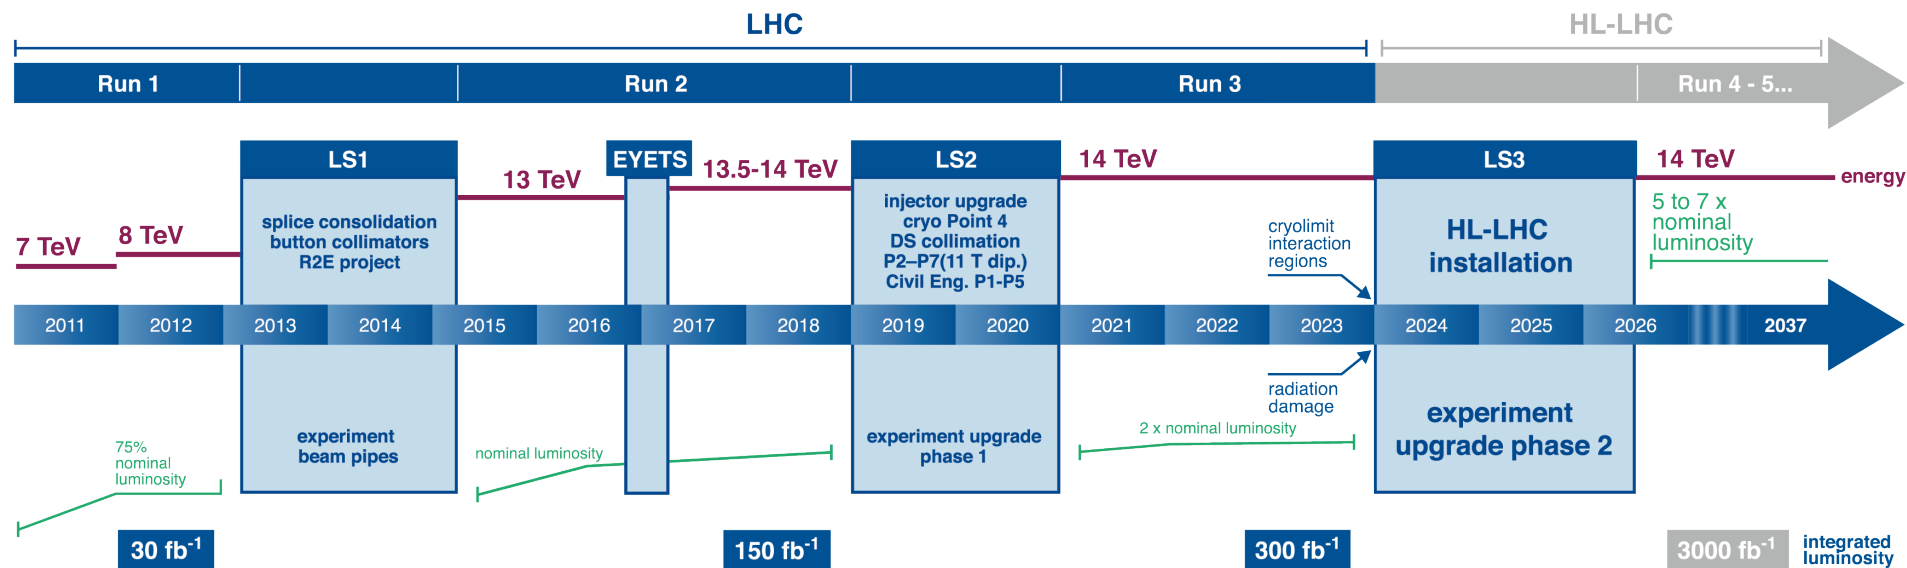 LHC
HL-LHC
Run 1
Run 2
Run 3
Run 4 - 5...
LS1
EYETS
LS2
LS3
7 TeV
8 TeV
13 TeV
13.5-14 TeV
14 TeV
14 TeV
energy
splice consolidation
button collimators
R2E project
injector upgrade
cryo Point 4
DS collimation
P2–P7(11 T dip.)
Civil Eng. P1-P5
cryolimit
interaction
regions
HL-LHC
installation
5 to 7 x
nominal
luminosity
2011
2012
2013
2014
2015
2016
2017
2018
2019
2020
2021
2022
2023
2024
2025
2026
2037
radiation
damage
75%
nominal
luminosity
experiment
beam pipes
nominal luminosity
experiment upgrade
phase 1
2 x nominal luminosity
experiment
upgrade phase 2
30 fb⁻¹
150 fb⁻¹
300 fb⁻¹
3000 fb⁻¹
integrated
luminosity